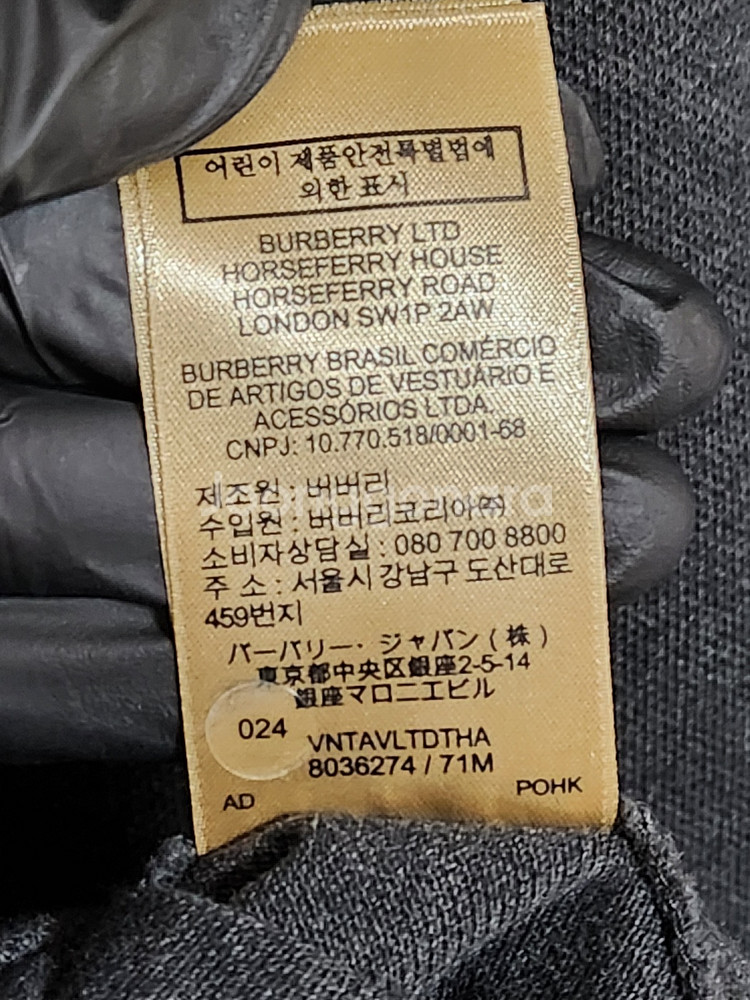 어린이 제품안전특별법에
의한 표시
BURBERRY LTD
HORSEFERRY HOUSE
HORSEFERRY ROAD
LONDON SW1P 2AW
BURBERRY BRASIL COMÉRCIO
DE ARTIGOS DE VESTUÁRIO E
ACESSÓRIOS LTDA.
CNPJ: 10.770.518/0001-68
제조원 : 버버리
수입원 : 버버리코리아㈜
소비자상담실 : 080 700 8800
주 소 : 서울시 강남구 도산대로
459번지
バーバリー・ジャパン ( 株 )
東京都中央区銀座2-5-14
銀座マロニエビル
024
VNTAVLTDTHA
8036274 / 71M
AD
POHK